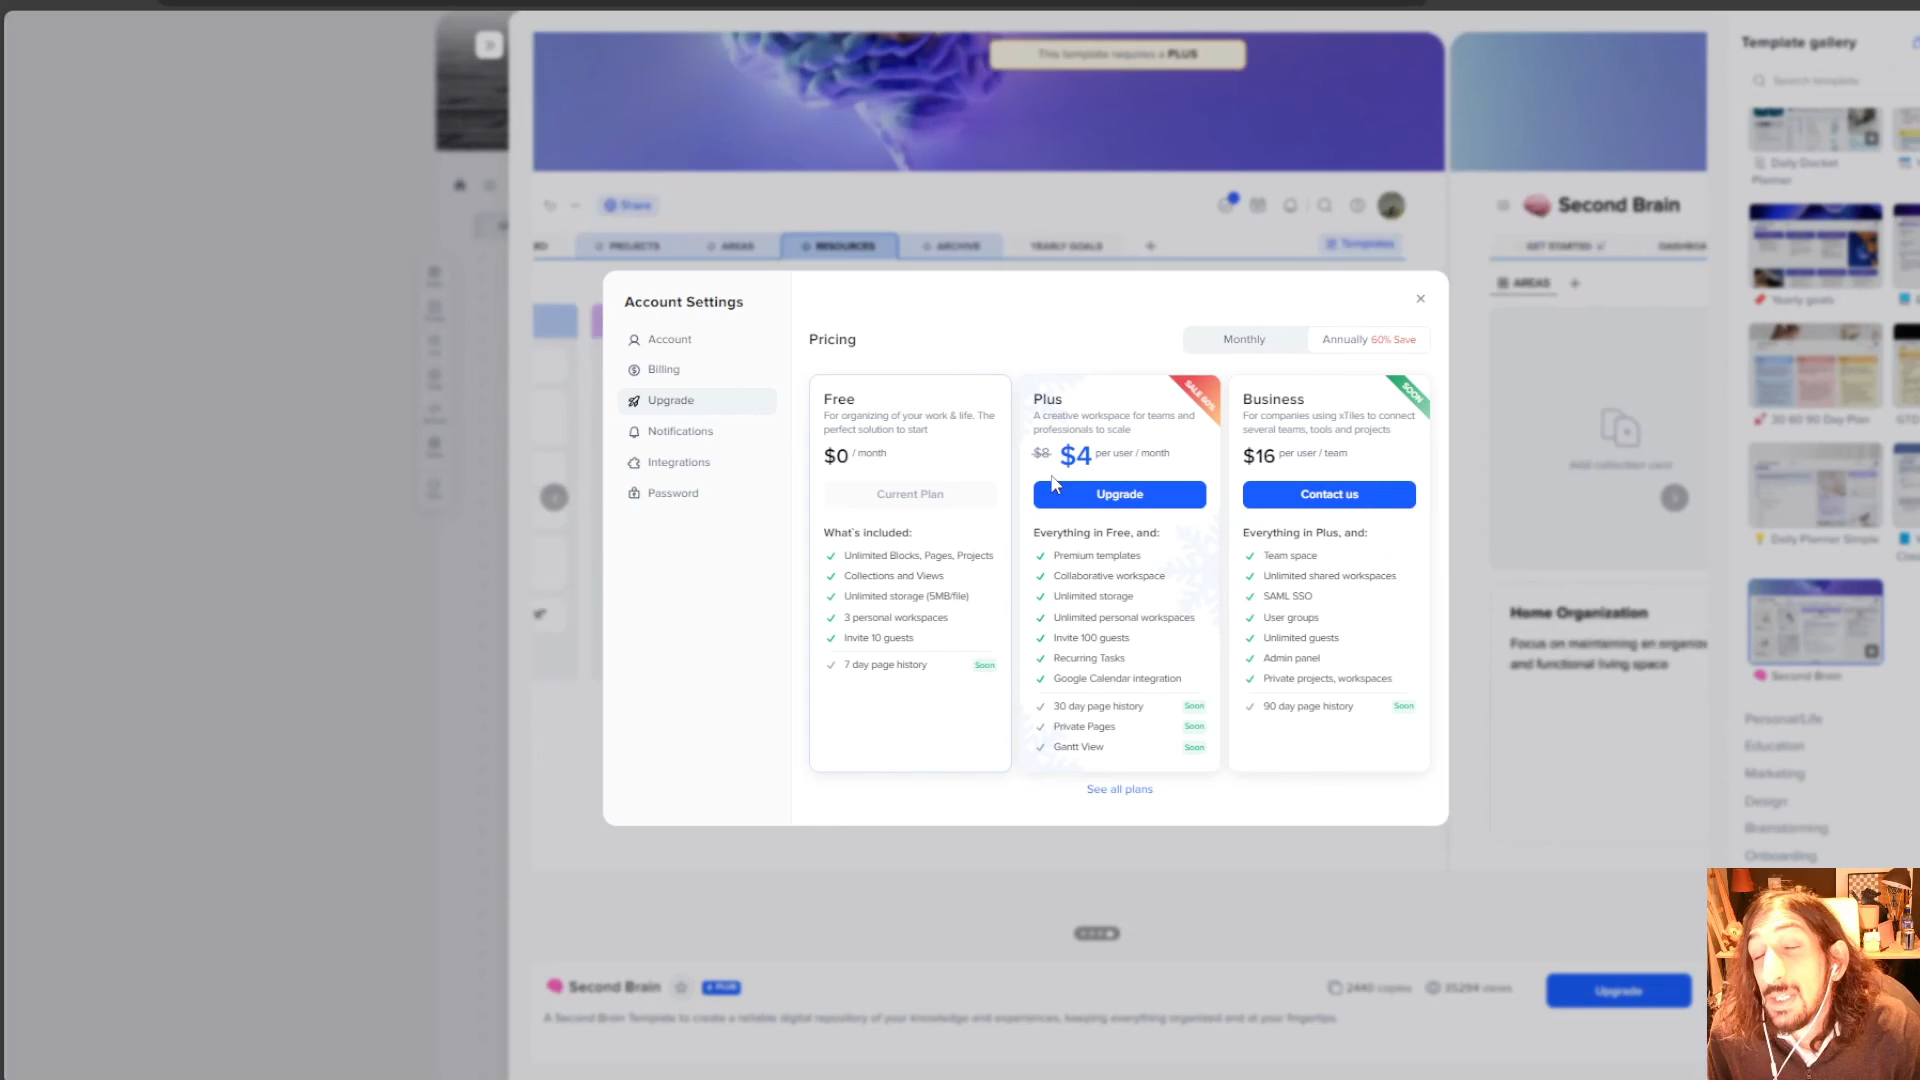 This template requires a PLUS
Share
PROJECTS
AREAS
RESOURCES
ARCHIVE
YEARLY GOALS
Templates
Second Brain
GET STARTED
AREAS
Add collection card
Home Organization
Focus on maintaining an organize
and functional living space
Template gallery
Search template
Daily Docket
Planner
Yearly goals
30 60 90 Day Plan
Daily Planner Simple
Second Brain
Personal/Life
Education
Marketing
Design
Brainstorming
Onboarding
Account Settings
Account
Billing
Upgrade
Notifications
Integrations
Password
Pricing
Monthly
Annually 60% Save
Free
For organizing of your work & life. The
perfect solution to start
$0 / month
Current Plan
What`s included:
Unlimited Blocks, Pages, Projects
Collections and Views
Unlimited storage (5MB/file)
3 personal workspaces
Invite 10 guests
7 day page history Soon
SALE 60%
Plus
A creative workspace for teams and
professionals to scale
$8 $4 per user / month
Upgrade
Everything in Free, and:
Premium templates
Collaborative workspace
Unlimited storage
Unlimited personal workspaces
Invite 100 guests
Recurring Tasks
Google Calendar integration
30 day page history Soon
Private Pages Soon
Gantt View Soon
SOON
Business
For companies using xTiles to connect
several teams, tools and projects
$16 per user / team
Contact us
Everything in Plus, and:
Team space
Unlimited shared workspaces
SAML SSO
User groups
Unlimited guests
Admin panel
Private projects, workspaces
90 day page history Soon
See all plans
Second Brain PLUS
2440 copies 35294 views
Upgrade
A Second Brain Template to create a reliable digital repository of your knowledge and experiences, keeping everything organized and at your fingertips.